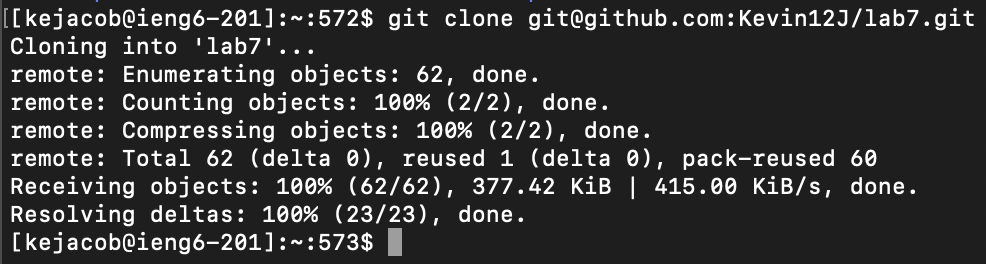 [[kejacob@ieng6-201]:~:572$ git clone git@github.com:Kevin12J/lab7.git
Cloning into 'lab7'...
remote: Enumerating objects: 62, done.
remote: Counting objects: 100% (2/2), done.
remote: Compressing objects: 100% (2/2), done.
remote: Total 62 (delta 0), reused 1 (delta 0), pack-reused 60
Receiving objects: 100% (62/62), 377.42 KiB | 415.00 KiB/s, done.
Resolving deltas: 100% (23/23), done.
[kejacob@ieng6-201]:~:573$